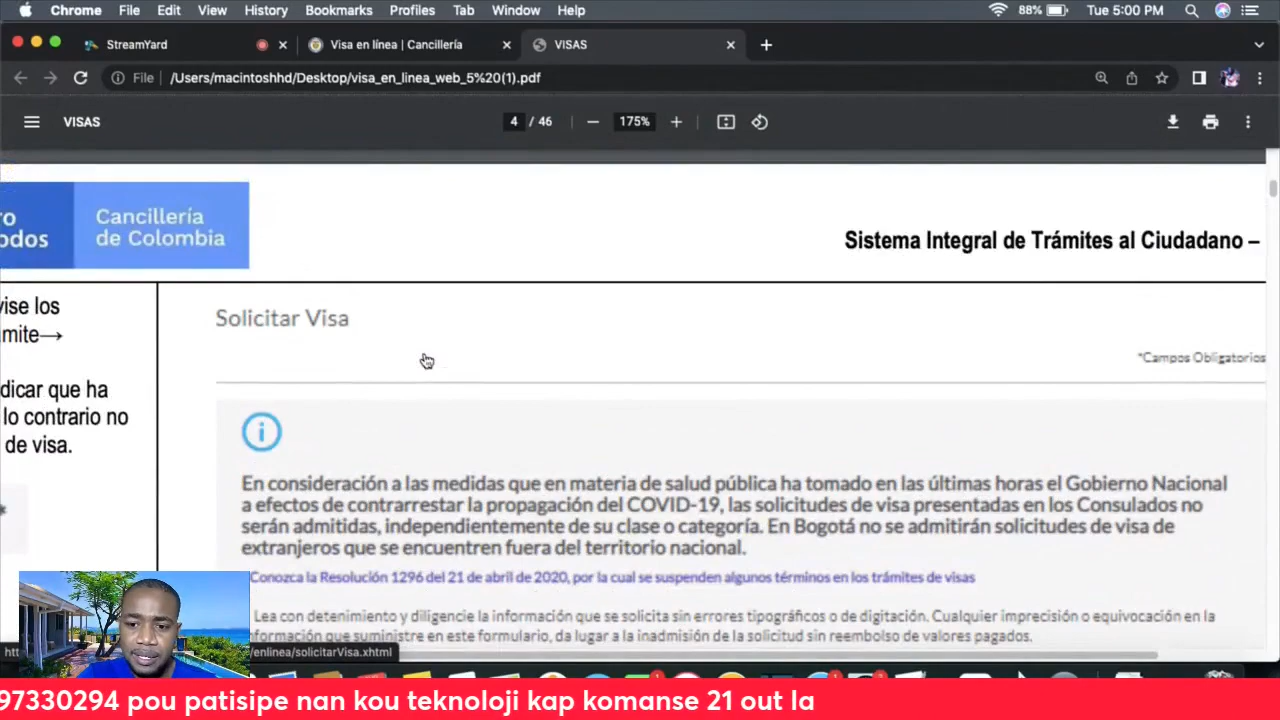 Chrome File Edit View History Bookmarks Profiles Tab Window Help 88% Tue 5:00 PM
StreamYard Visa en línea | Cancillería VISAS
File /Users/macintoshhd/Desktop/visa_en_linea_web_5%20(1).pdf
VISAS 4 / 46 175%
ro
odos
Cancillería
de Colombia
Sistema Integral de Trámites al Ciudadano –
vise los
mite→
dicar que ha
lo contrario no
de visa.
Solicitar Visa
*Campos Obligatorios
En consideración a las medidas que en materia de salud pública ha tomado en las últimas horas el Gobierno Nacional
a efectos de contrarrestar la propagación del COVID-19, las solicitudes de visa presentadas en los Consulados no
serán admitidas, independientemente de su clase o categoría. En Bogotá no se admitirán solicitudes de visa de
extranjeros que se encuentren fuera del territorio nacional.
Conozca la Resolución 1296 del 21 de abril de 2020, por la cual se suspenden algunos términos en los trámites de visas
Lea con detenimiento y diligencie la información que se solicita sin errores tipográficos o de digitación. Cualquier imprecisión o equivocación en la
nformación que suministre en este formulario, da lugar a la inadmisión de la solicitud sin reembolso de valores pagados.
htt /enlinea/solicitarVisa.xhtml
97330294 pou patisipe nan kou teknoloji kap komanse 21 out la